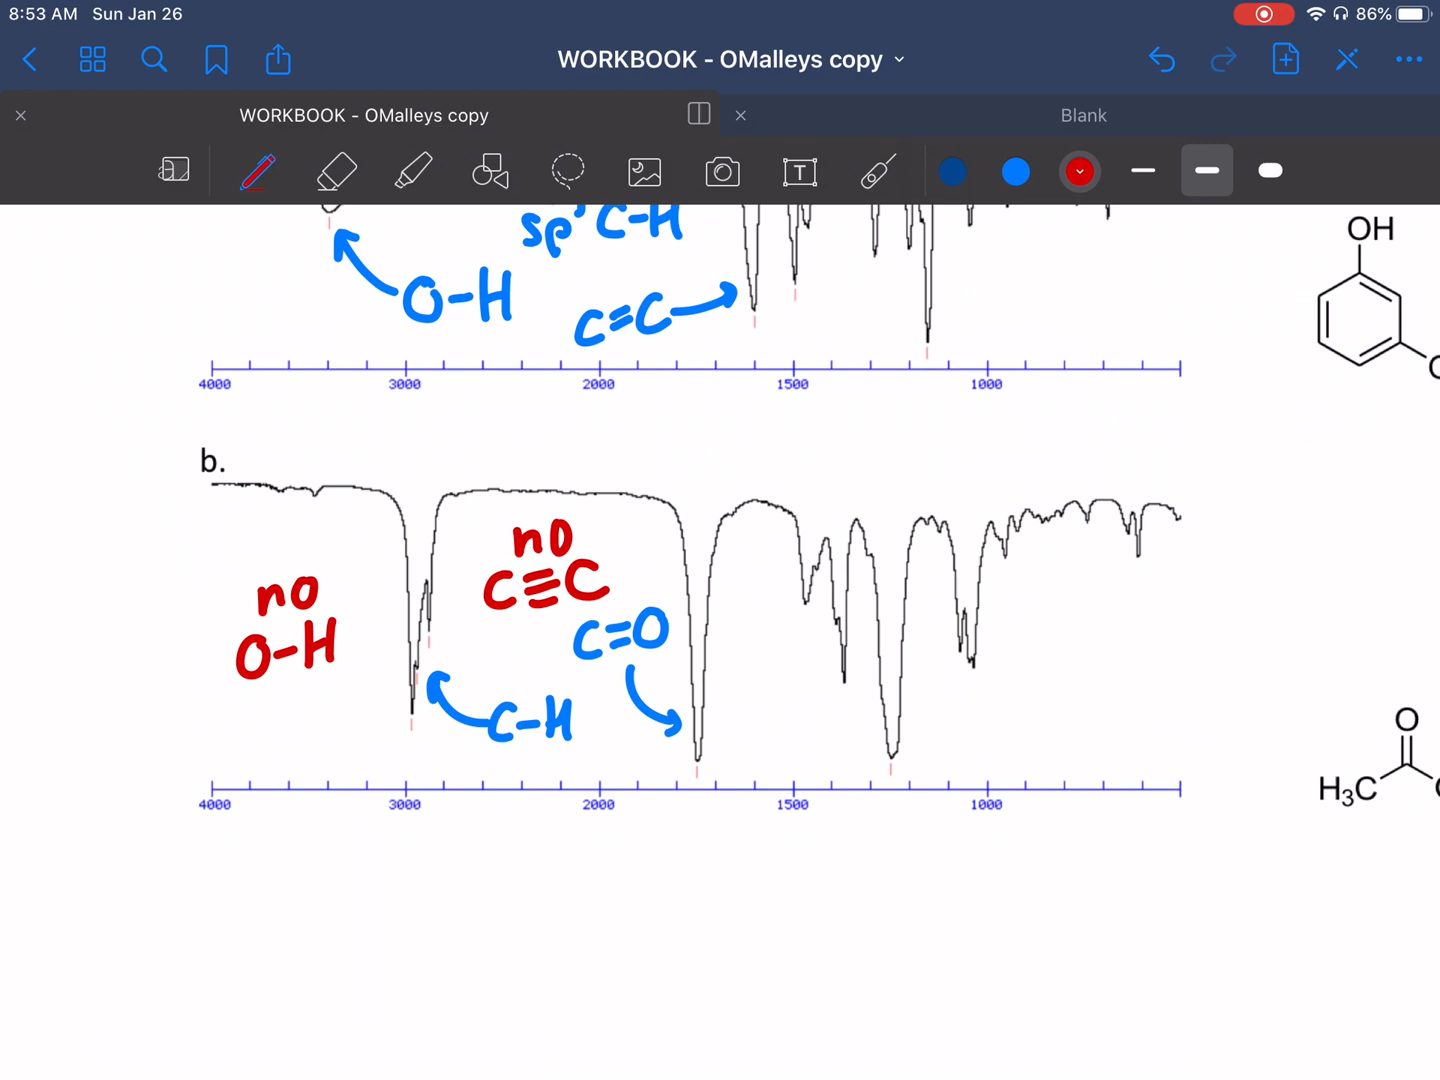 8:53 AM Sun Jan 26
86%
WORKBOOK - OMalleys copy
WORKBOOK - OMalleys copy
Blank
T
sp³ C-H
O-H
C=C
OH
4000 3000 2000 1500 1000
b.
no
O-H
no
C≡C
C=O
C-H
O
H₃C
4000 3000 2000 1500 1000